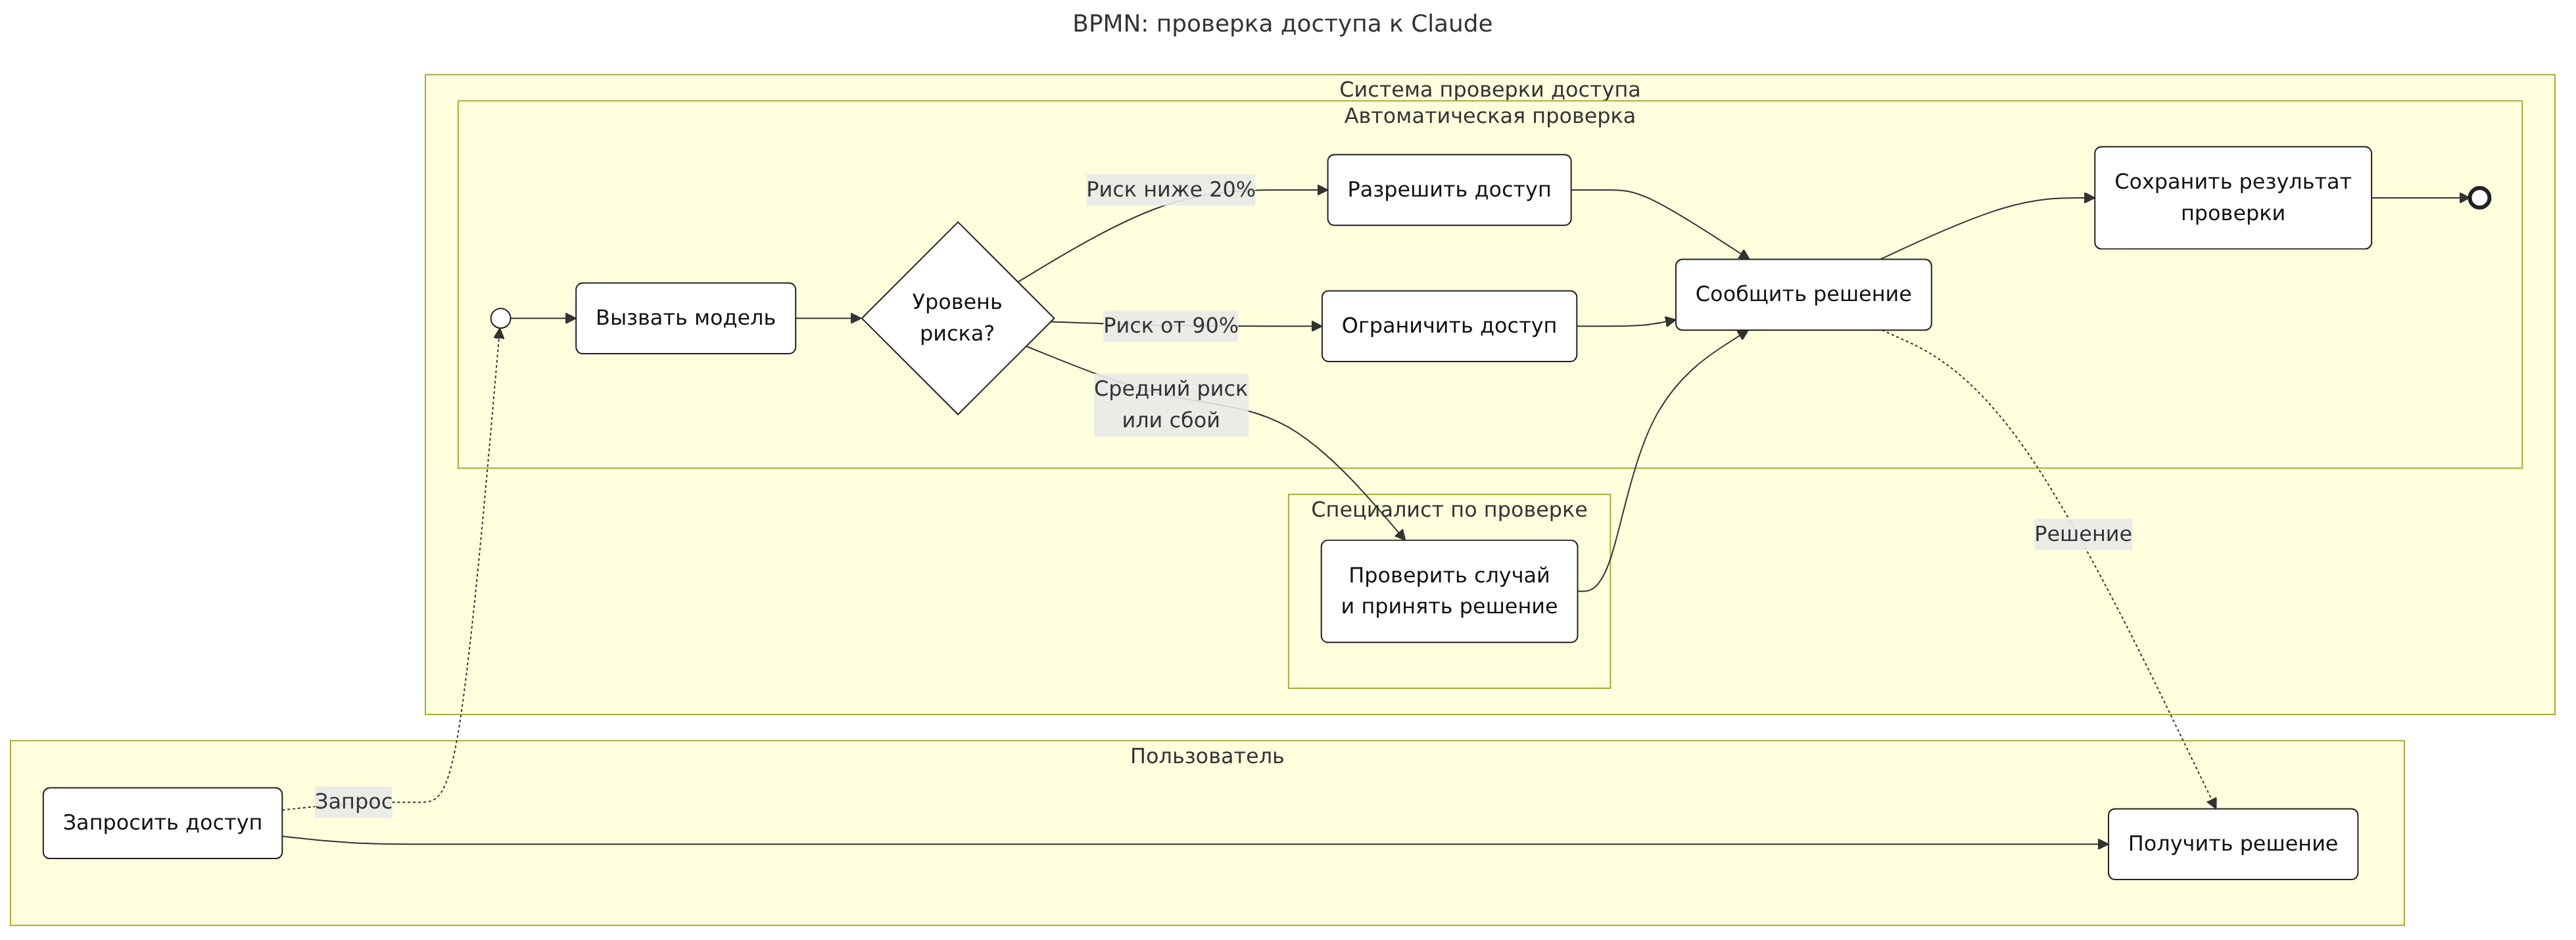 BPMN: проверка доступа к Claude
Система проверки доступа
Автоматическая проверка
Вызвать модель
Уровень
риска?
Риск ниже 20%
Разрешить доступ
Риск от 90%
Ограничить доступ
Средний риск
или сбой
Сообщить решение
Сохранить результат
проверки
Специалист по проверке
Проверить случай
и принять решение
Решение
Пользователь
Запросить доступ
Запрос
Получить решение